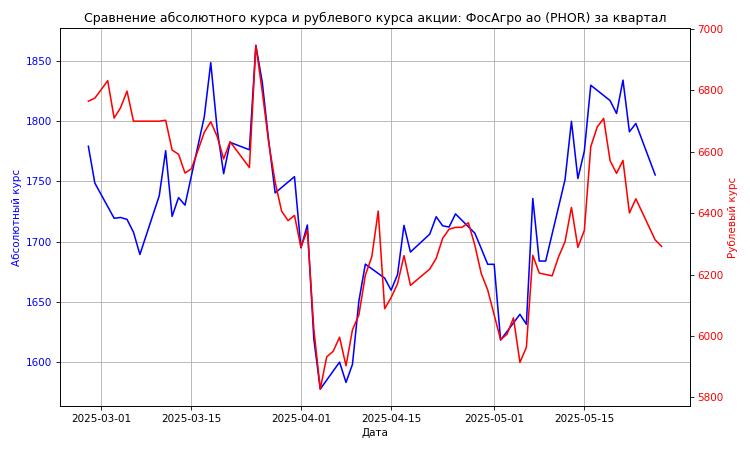 Сравнение абсолютного курса и рублевого курса акции: ФосАгро ао (PHOR) за квартал
Абсолютный курс
1850
1800
1750
1700
1650
1600
7000
6800
6600
6400
6200
6000
5800
Рублевый курс
2025-03-01 2025-03-15 2025-04-01 2025-04-15 2025-05-01 2025-05-15
Дата